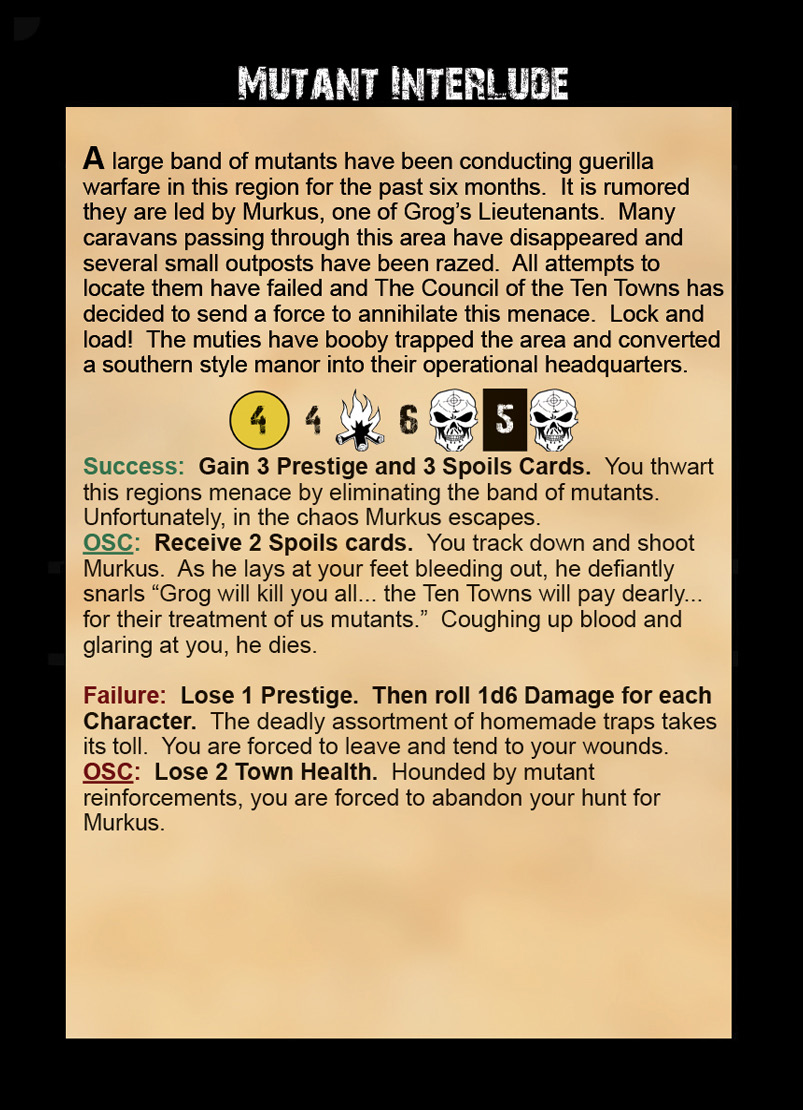 Mutant Interlude
A large band of mutants have been conducting guerilla
warfare in this region for the past six months.  It is rumored
they are led by Murkus, one of Grog’s Lieutenants.  Many
caravans passing through this area have disappeared and
several small outposts have been razed.  All attempts to
locate them have failed and The Council of the Ten Towns has
decided to send a force to annihilate this menace.  Lock and
load!  The muties have booby trapped the area and converted
a southern style manor into their operational headquarters.
4 4 6 5
Success:  Gain 3 Prestige and 3 Spoils Cards.  You thwart
this regions menace by eliminating the band of mutants.
Unfortunately, in the chaos Murkus escapes.
OSC:  Receive 2 Spoils cards.  You track down and shoot
Murkus.  As he lays at your feet bleeding out, he defiantly
snarls “Grog will kill you all... the Ten Towns will pay dearly...
for their treatment of us mutants.”  Coughing up blood and
glaring at you, he dies.
Failure:  Lose 1 Prestige.  Then roll 1d6 Damage for each
Character.  The deadly assortment of homemade traps takes
its toll.  You are forced to leave and tend to your wounds.
OSC:  Lose 2 Town Health.  Hounded by mutant
reinforcements, you are forced to abandon your hunt for
Murkus.